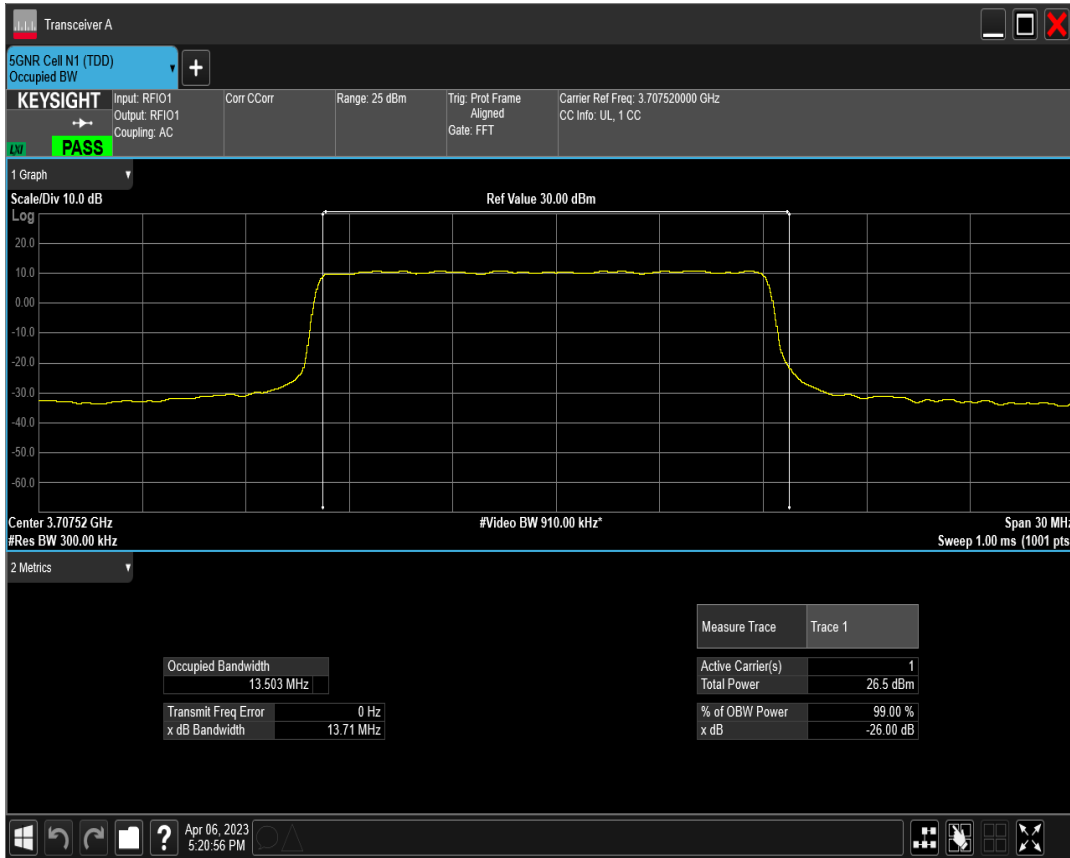 Transceiver A
5GNR Cell N1 (TDD)
Occupied BW
KEYSIGHT
LXI
PASS
Input: RFIO1
Output: RFIO1
Coupling: AC
Corr CCorr
Range: 25 dBm
Trig: Prot Frame
Aligned
Gate: FFT
Carrier Ref Freq: 3.707520000 GHz
CC Info: UL, 1 CC
1 Graph
Scale/Div 10.0 dB
Ref Value 30.00 dBm
Log
20.0
10.0
0.00
-10.0
-20.0
-30.0
-40.0
-50.0
-60.0
Center 3.70752 GHz
#Video BW 910.00 kHz*
Span 30 MHz
#Res BW 300.00 kHz
Sweep 1.00 ms (1001 pts
2 Metrics
Measure Trace Trace 1
Occupied Bandwidth
13.503 MHz
Active Carrier(s) 1
Total Power 26.5 dBm
Transmit Freq Error 0 Hz
x dB Bandwidth 13.71 MHz
% of OBW Power 99.00 %
x dB -26.00 dB
?
Apr 06, 2023
5:20:56 PM